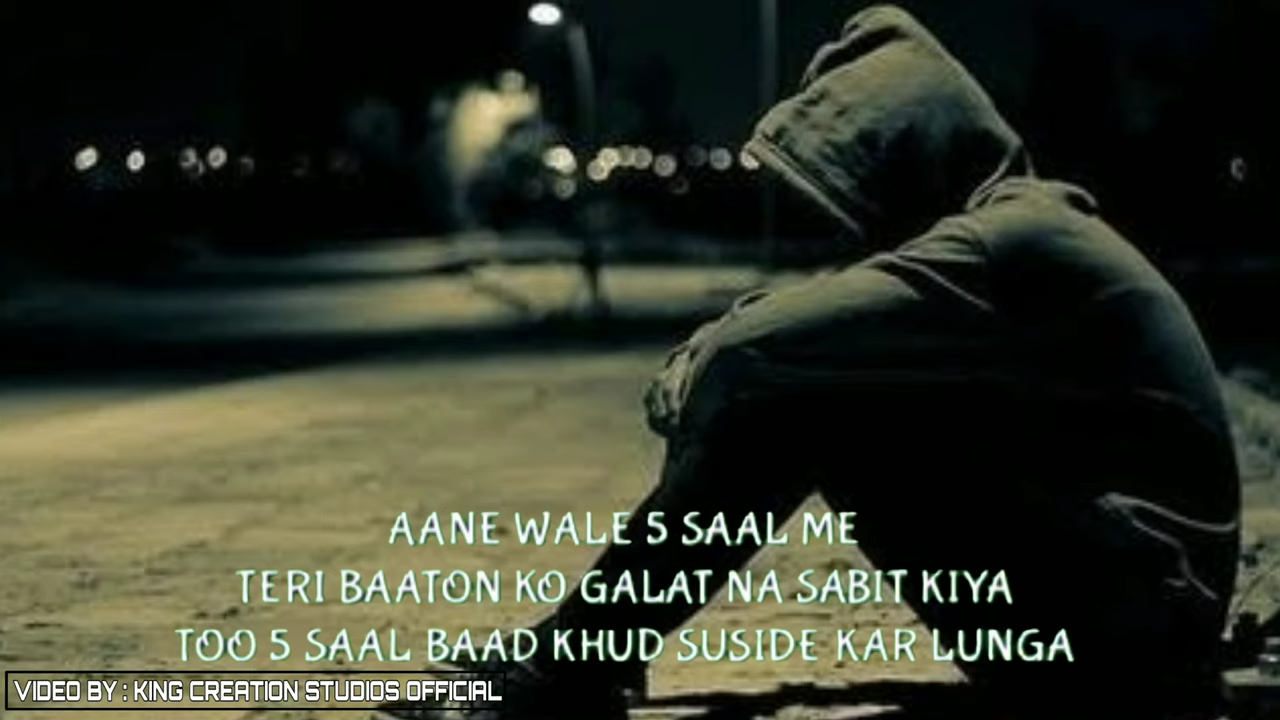 AANE WALE 5 SAAL ME
TERI BAATON KO GALAT NA SABIT KIYA
TOO 5 SAAL BAAD KHUD SUSIDE KAR LUNGA
VIDEO BY : KING CREATION STUDIOS OFFICIAL